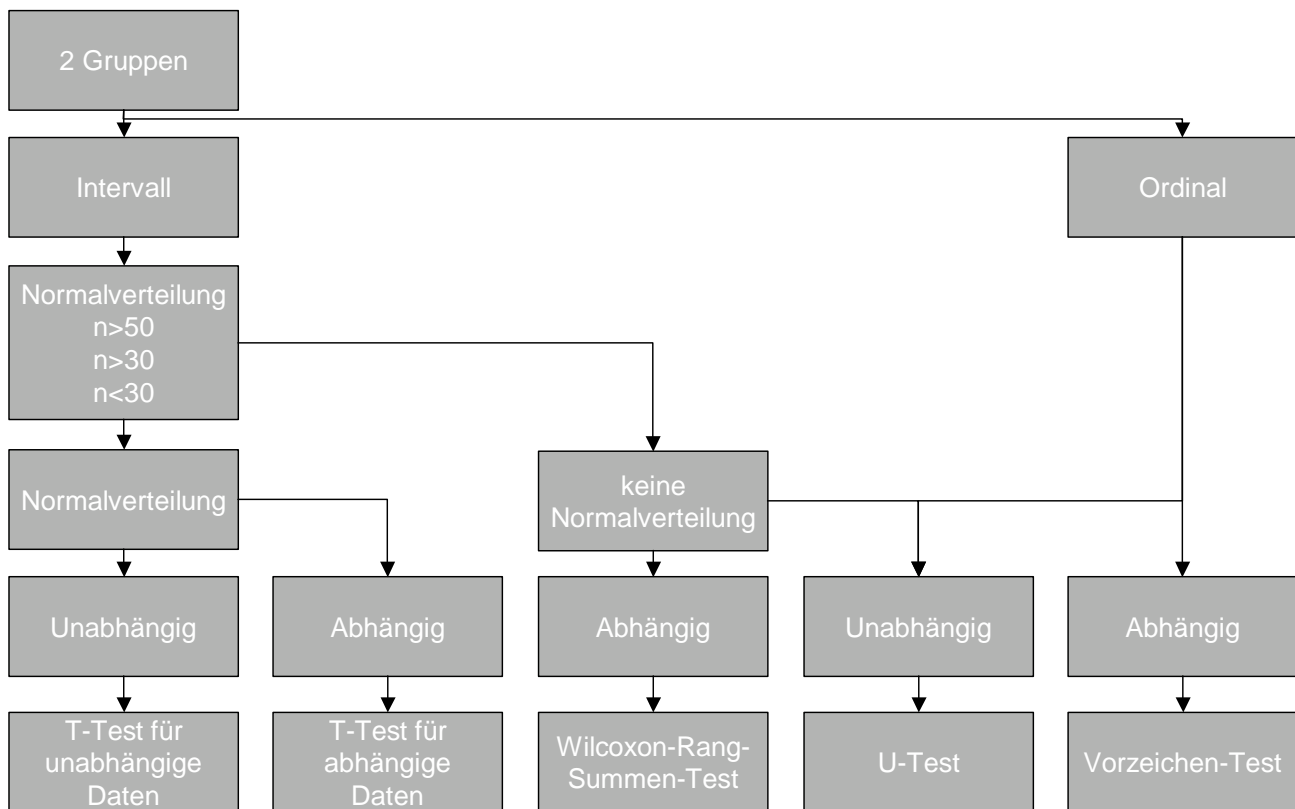 2 Gruppen
Intervall
Ordinal
Normalverteilung
n>50
n>30
n<30
Normalverteilung
keine
Normalverteilung
Unabhängig
Abhängig
Abhängig
Unabhängig
Abhängig
T-Test für
unabhängige
Daten
T-Test für
abhängige
Daten
Wilcoxon-Rang-
Summen-Test
U-Test
Vorzeichen-Test